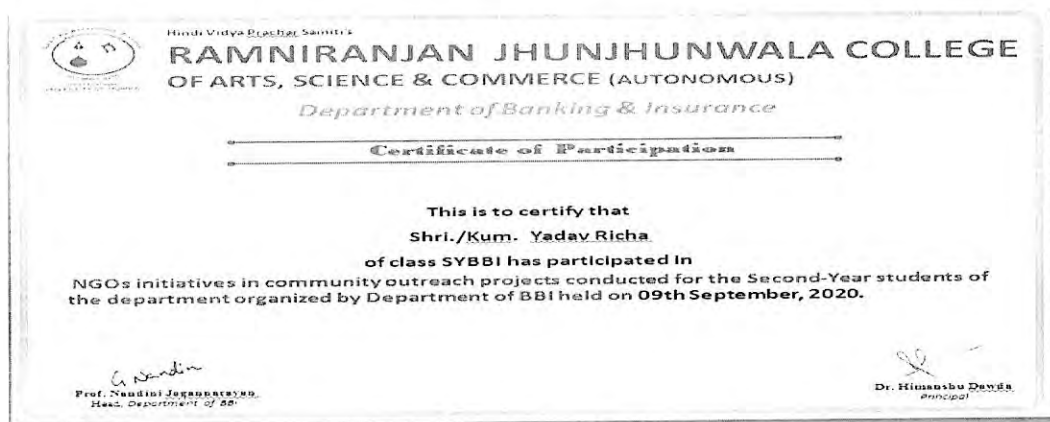 Hindi Vidya Prachar Samiti's
RAMNIRANJAN JHUNJHUNWALA COLLEGE
OF ARTS, SCIENCE & COMMERCE (AUTONOMOUS)
Department of Banking & Insurance
Certificate of Participation
This is to certify that
Shri./Kum. Yadav Richa
of class SYBBI has participated in
NGOs initiatives in community outreach projects conducted for the Second-Year students of
the department organized by Department of BBI held on 09th September, 2020.
G Nandin
Prof. Nandini Jagannarayan
Head, Department of BBI
Dr. Himanshu Dawda
Principal